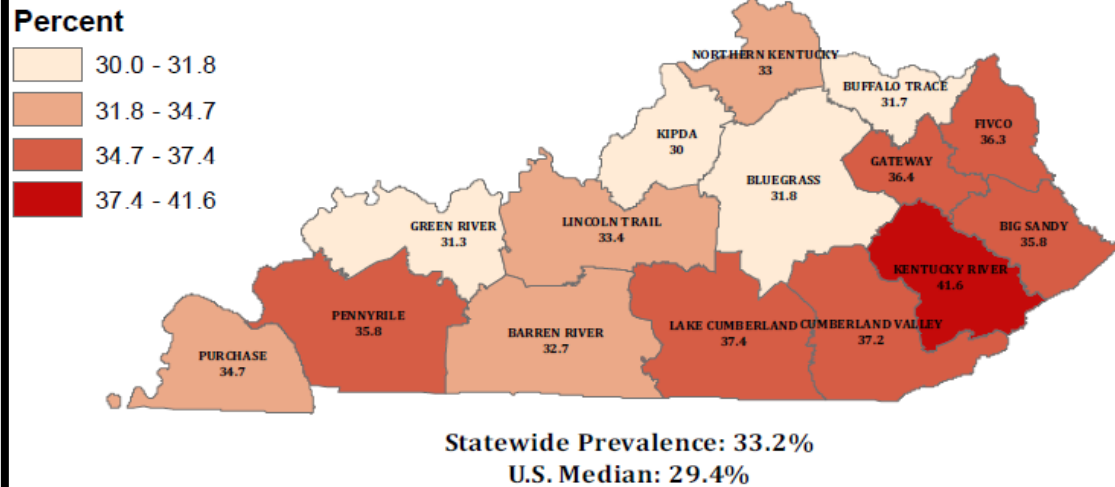 Percent
30.0 - 31.8
31.8 - 34.7
34.7 - 37.4
37.4 - 41.6
NORTHERN KENTUCKY
33
BUFFALO TRACE
31.7
FIVCO
36.3
KIPDA
30
GATEWAY
36.4
BLUEGRASS
31.8
GREEN RIVER
31.3
LINCOLN TRAIL
33.4
BIG SANDY
35.8
KENTUCKY RIVER
41.6
PENNYRILE
35.8
BARREN RIVER
32.7
LAKE CUMBERLAND
37.4
CUMBERLAND VALLEY
37.2
PURCHASE
34.7
Statewide Prevalence: 33.2%
U.S. Median: 29.4%